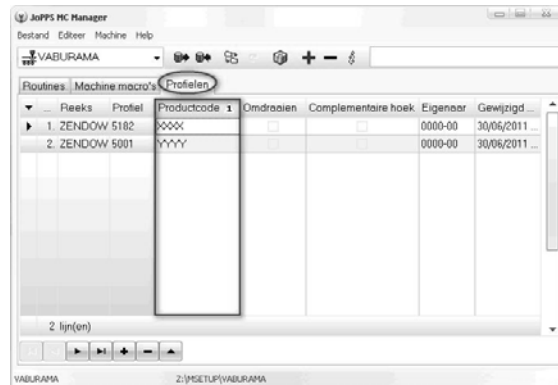 JoPPS MC Manager
Bestand Editeer Machine Help
VABURAMA
Routines Machine macro's Profielen
... Reeks Profiel Productcode 1 Omdraaien Complementaire hoek Eigenaar Gewijzigd ...
1. ZENDOW 5182 XXXX 0000-00 30/06/2011 ...
2. ZENDOW 5001 YYYY 0000-00 30/06/2011 ...
2 lijn(en)
VABURAMA Z:\MSETUP\VABURAMA